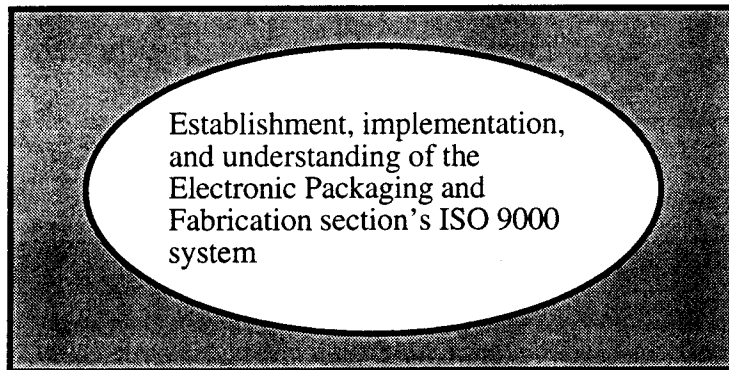 Establishment, implementation,
and understanding of the
Electronic Packaging and
Fabrication section's ISO 9000
system